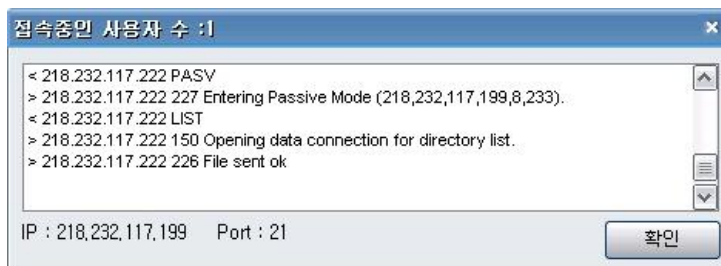 접속중인 사용자 수 :1
< 218.232.117.222 PASV
> 218.232.117.222 227 Entering Passive Mode (218,232,117,199,8,233).
< 218.232.117.222 LIST
> 218.232.117.222 150 Opening data connection for directory list.
> 218.232.117.222 226 File sent ok
IP : 218,232,117,199 Port : 21
확인